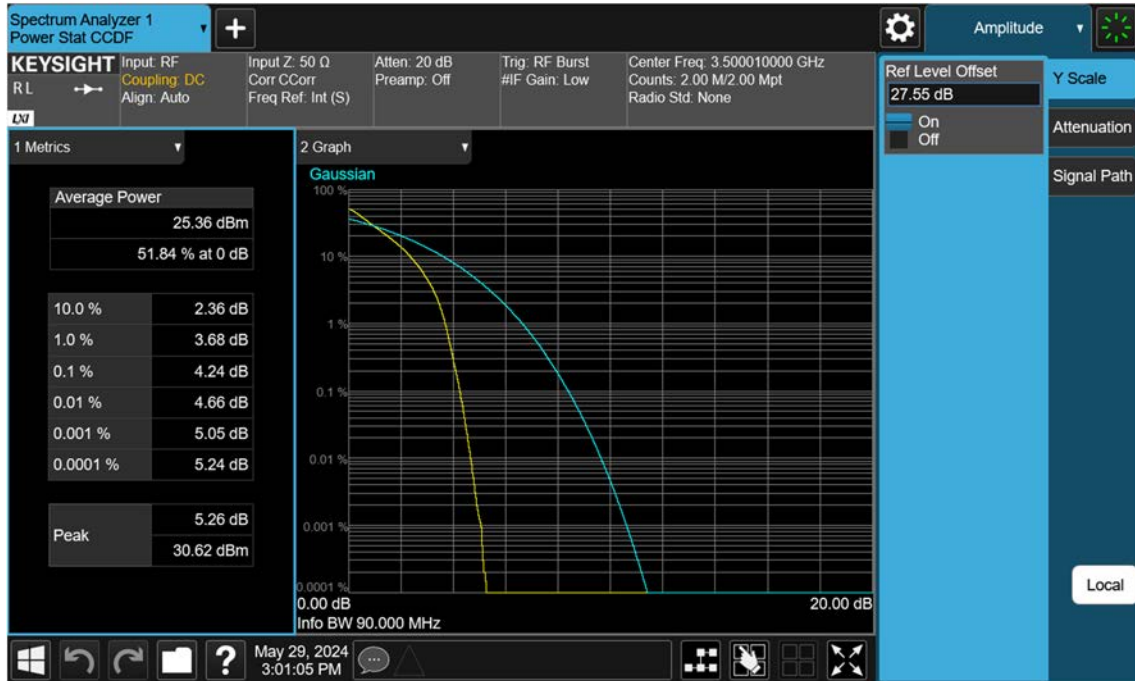 Spectrum Analyzer 1
Power Stat CCDF
▼
+
Amplitude
▼
KEYSIGHT
RL
LXI
Input: RF
Coupling: DC
Align: Auto
Input Z: 50 Ω
Corr CCorr
Freq Ref: Int (S)
Atten: 20 dB
Preamp: Off
Trig: RF Burst
#IF Gain: Low
Center Freq: 3.500010000 GHz
Counts: 2.00 M/2.00 Mpt
Radio Std: None
Ref Level Offset
27.55 dB
On
Off
Y Scale
Attenuation
Signal Path
1 Metrics ▼
Average Power
25.36 dBm
51.84 % at 0 dB
10.0 % 2.36 dB
1.0 % 3.68 dB
0.1 % 4.24 dB
0.01 % 4.66 dB
0.001 % 5.05 dB
0.0001 % 5.24 dB
Peak
5.26 dB
30.62 dBm
2 Graph ▼
Gaussian
100 %
10 %
1 %
0.1 %
0.01 %
0.001 %
0.0001 %
0.00 dB 20.00 dB
Info BW 90.000 MHz
Local
?
May 29, 2024
3:01:05 PM